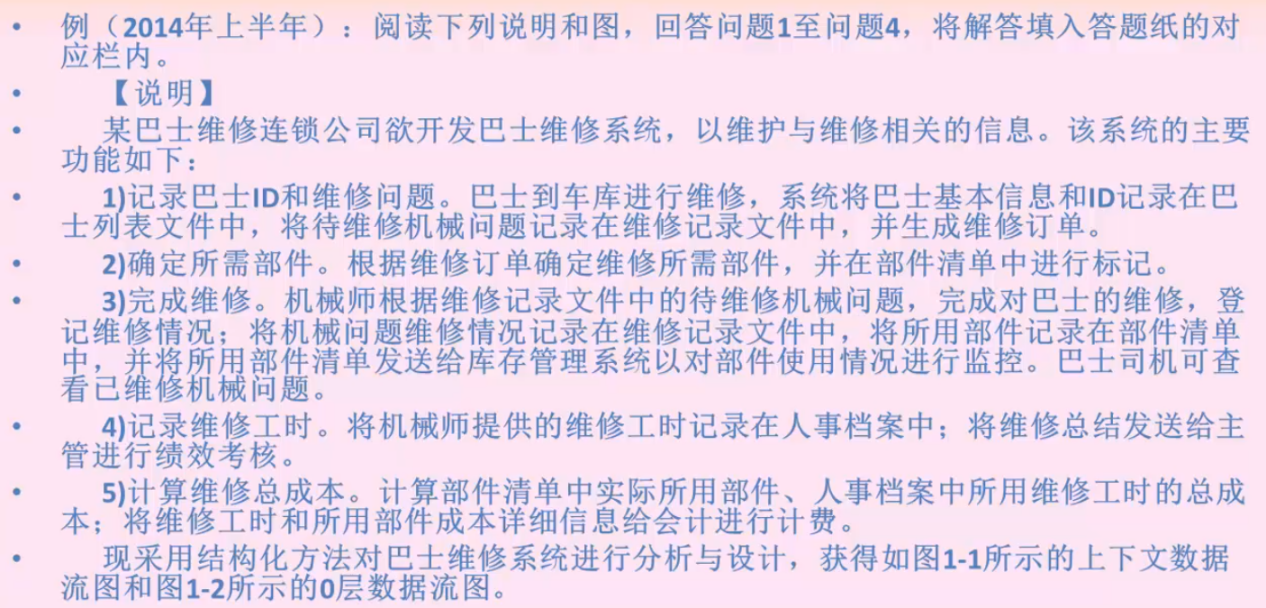 • 例（2014年上半年）：阅读下列说明和图，回答问题1至问题4，将解答填入答题纸的对
应栏内。
• 【说明】
• 某巴士维修连锁公司欲开发巴士维修系统，以维护与维修相关的信息。该系统的主要
功能如下：
• 1)记录巴士ID和维修问题。巴士到车库进行维修，系统将巴士基本信息和ID记录在巴
士列表文件中，将待维修机械问题记录在维修记录文件中，并生成维修订单。
• 2)确定所需部件。根据维修订单确定维修所需部件，并在部件清单中进行标记。
• 3)完成维修。机械师根据维修记录文件中的待维修机械问题，完成对巴士的维修，登
记维修情况；将机械问题维修情况记录在维修记录文件中，将所用部件记录在部件清单
中，并将所用部件清单发送给库存管理系统以对部件使用情况进行监控。巴士司机可查
看已维修机械问题。
• 4)记录维修工时。将机械师提供的维修工时记录在人事档案中；将维修总结发送给主
管进行绩效考核。
• 5)计算维修总成本。计算部件清单中实际所用部件、人事档案中所用维修工时的总成
本；将维修工时和所用部件成本详细信息给会计进行计费。
• 现采用结构化方法对巴士维修系统进行分析与设计，获得如图1-1所示的上下文数据
流图和图1-2所示的0层数据流图。